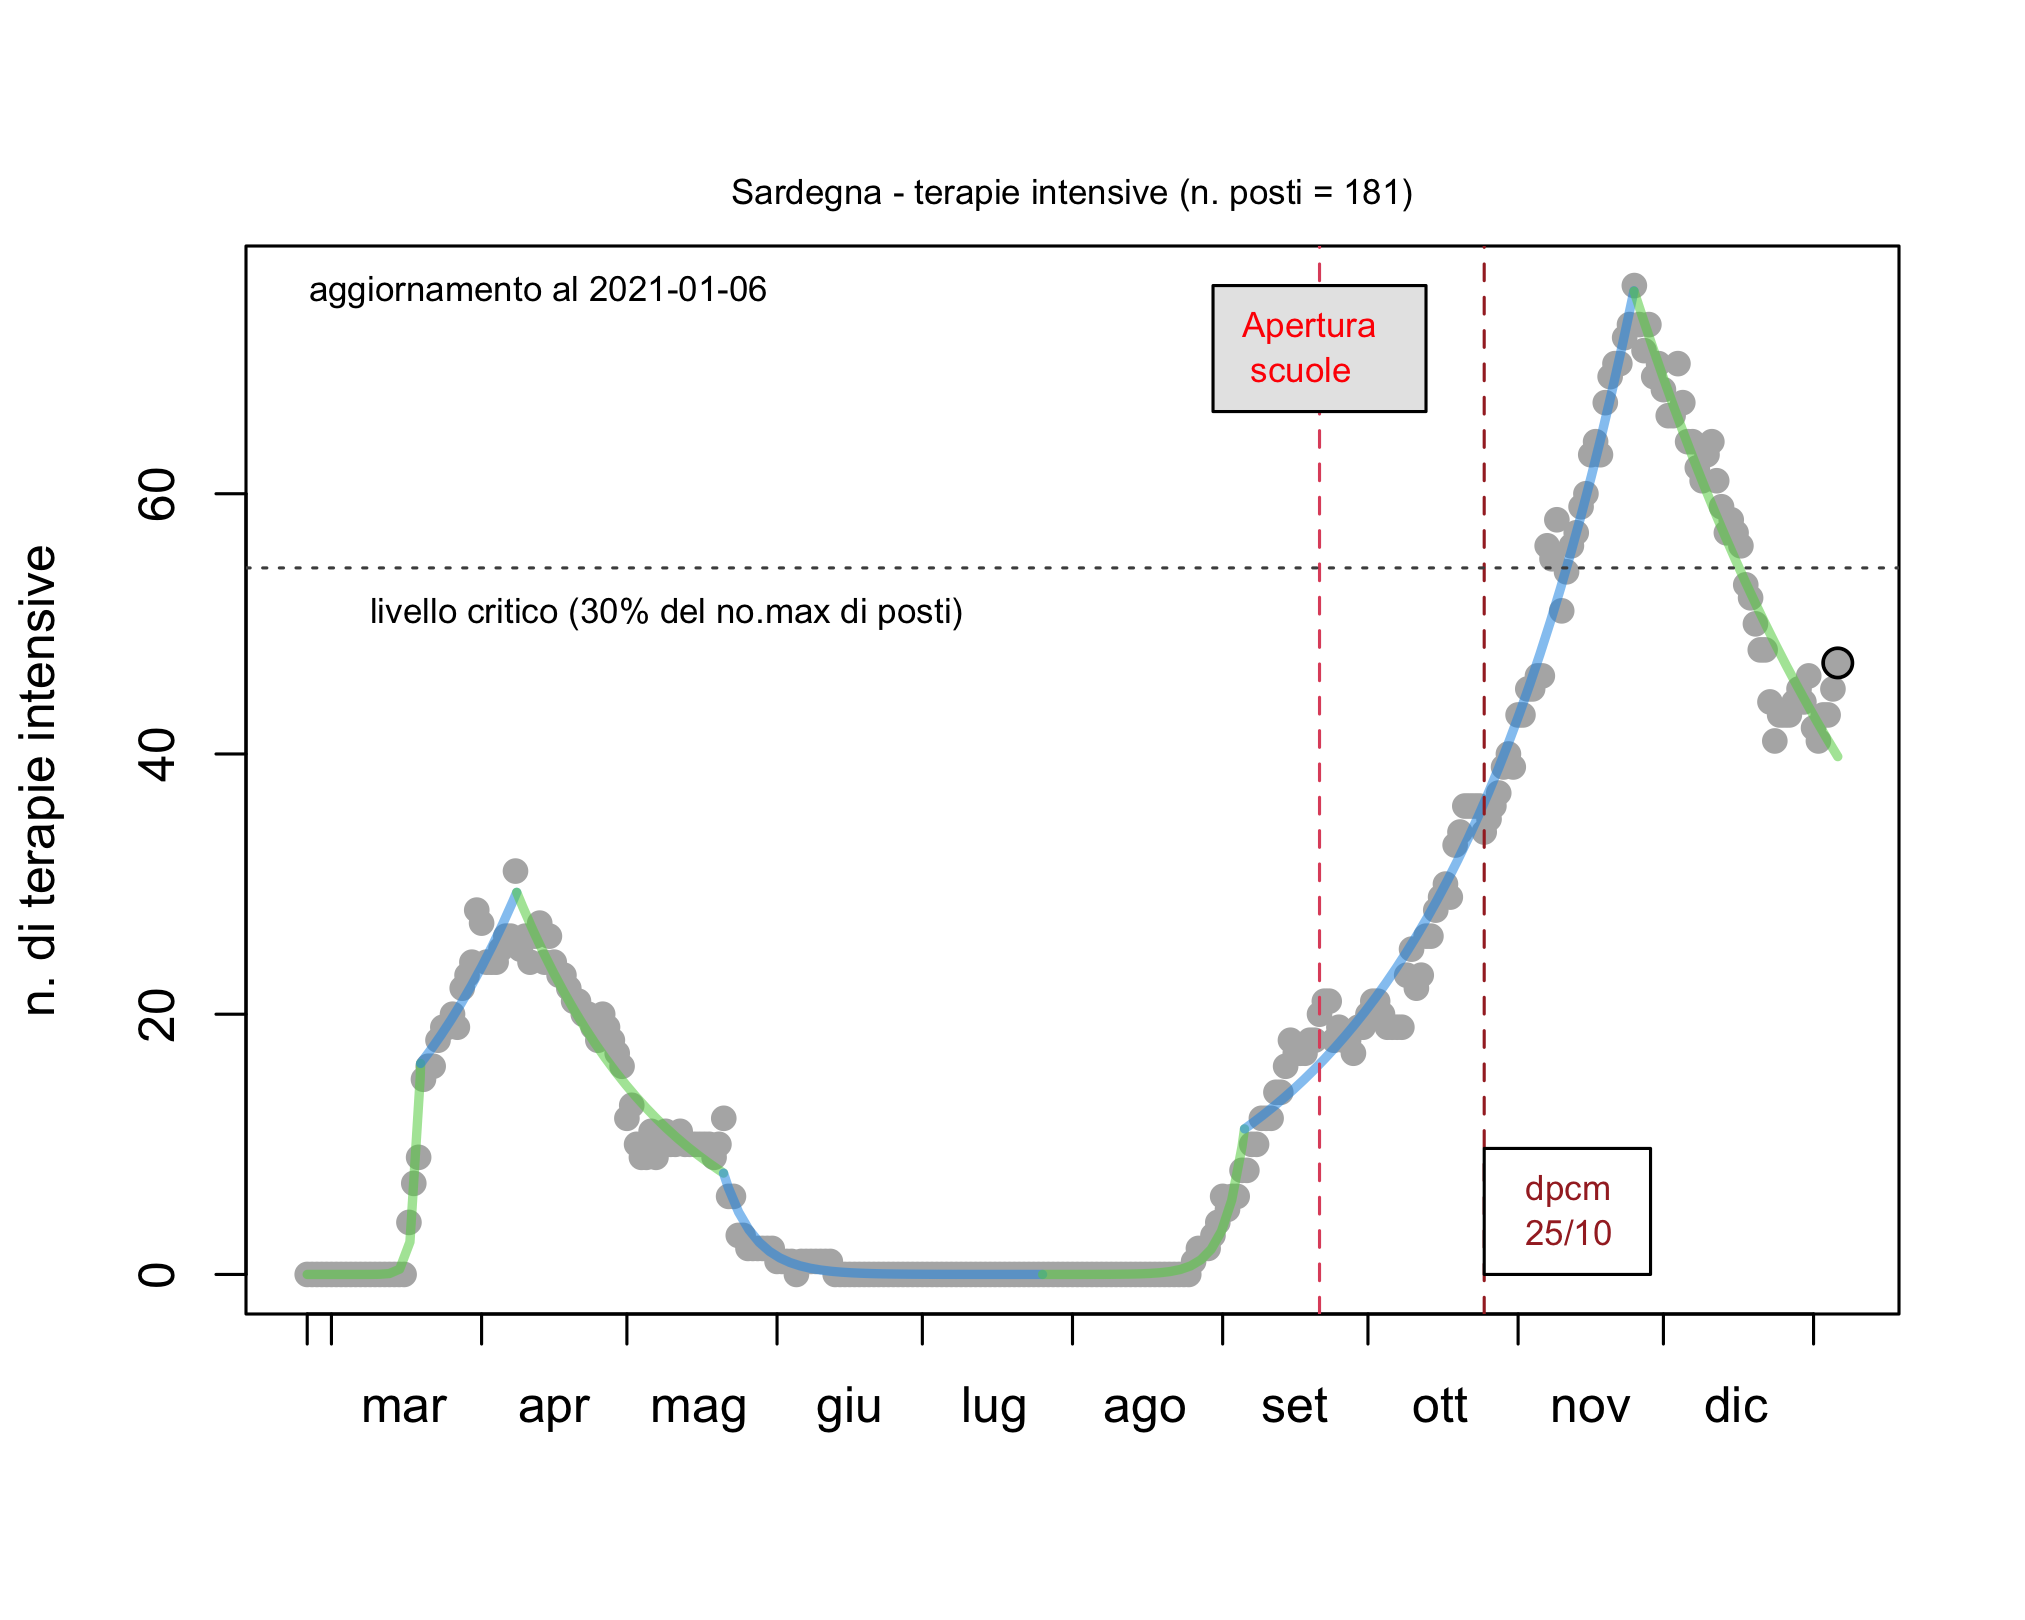 Sardegna - terapie intensive (n. posti = 181)
aggiornamento al 2021-01-06
Apertura
scuole
livello critico (30% del no.max di posti)
dpcm
25/10
n. di terapie intensive
60
40
20
0
mar apr mag giu lug ago set ott nov dic